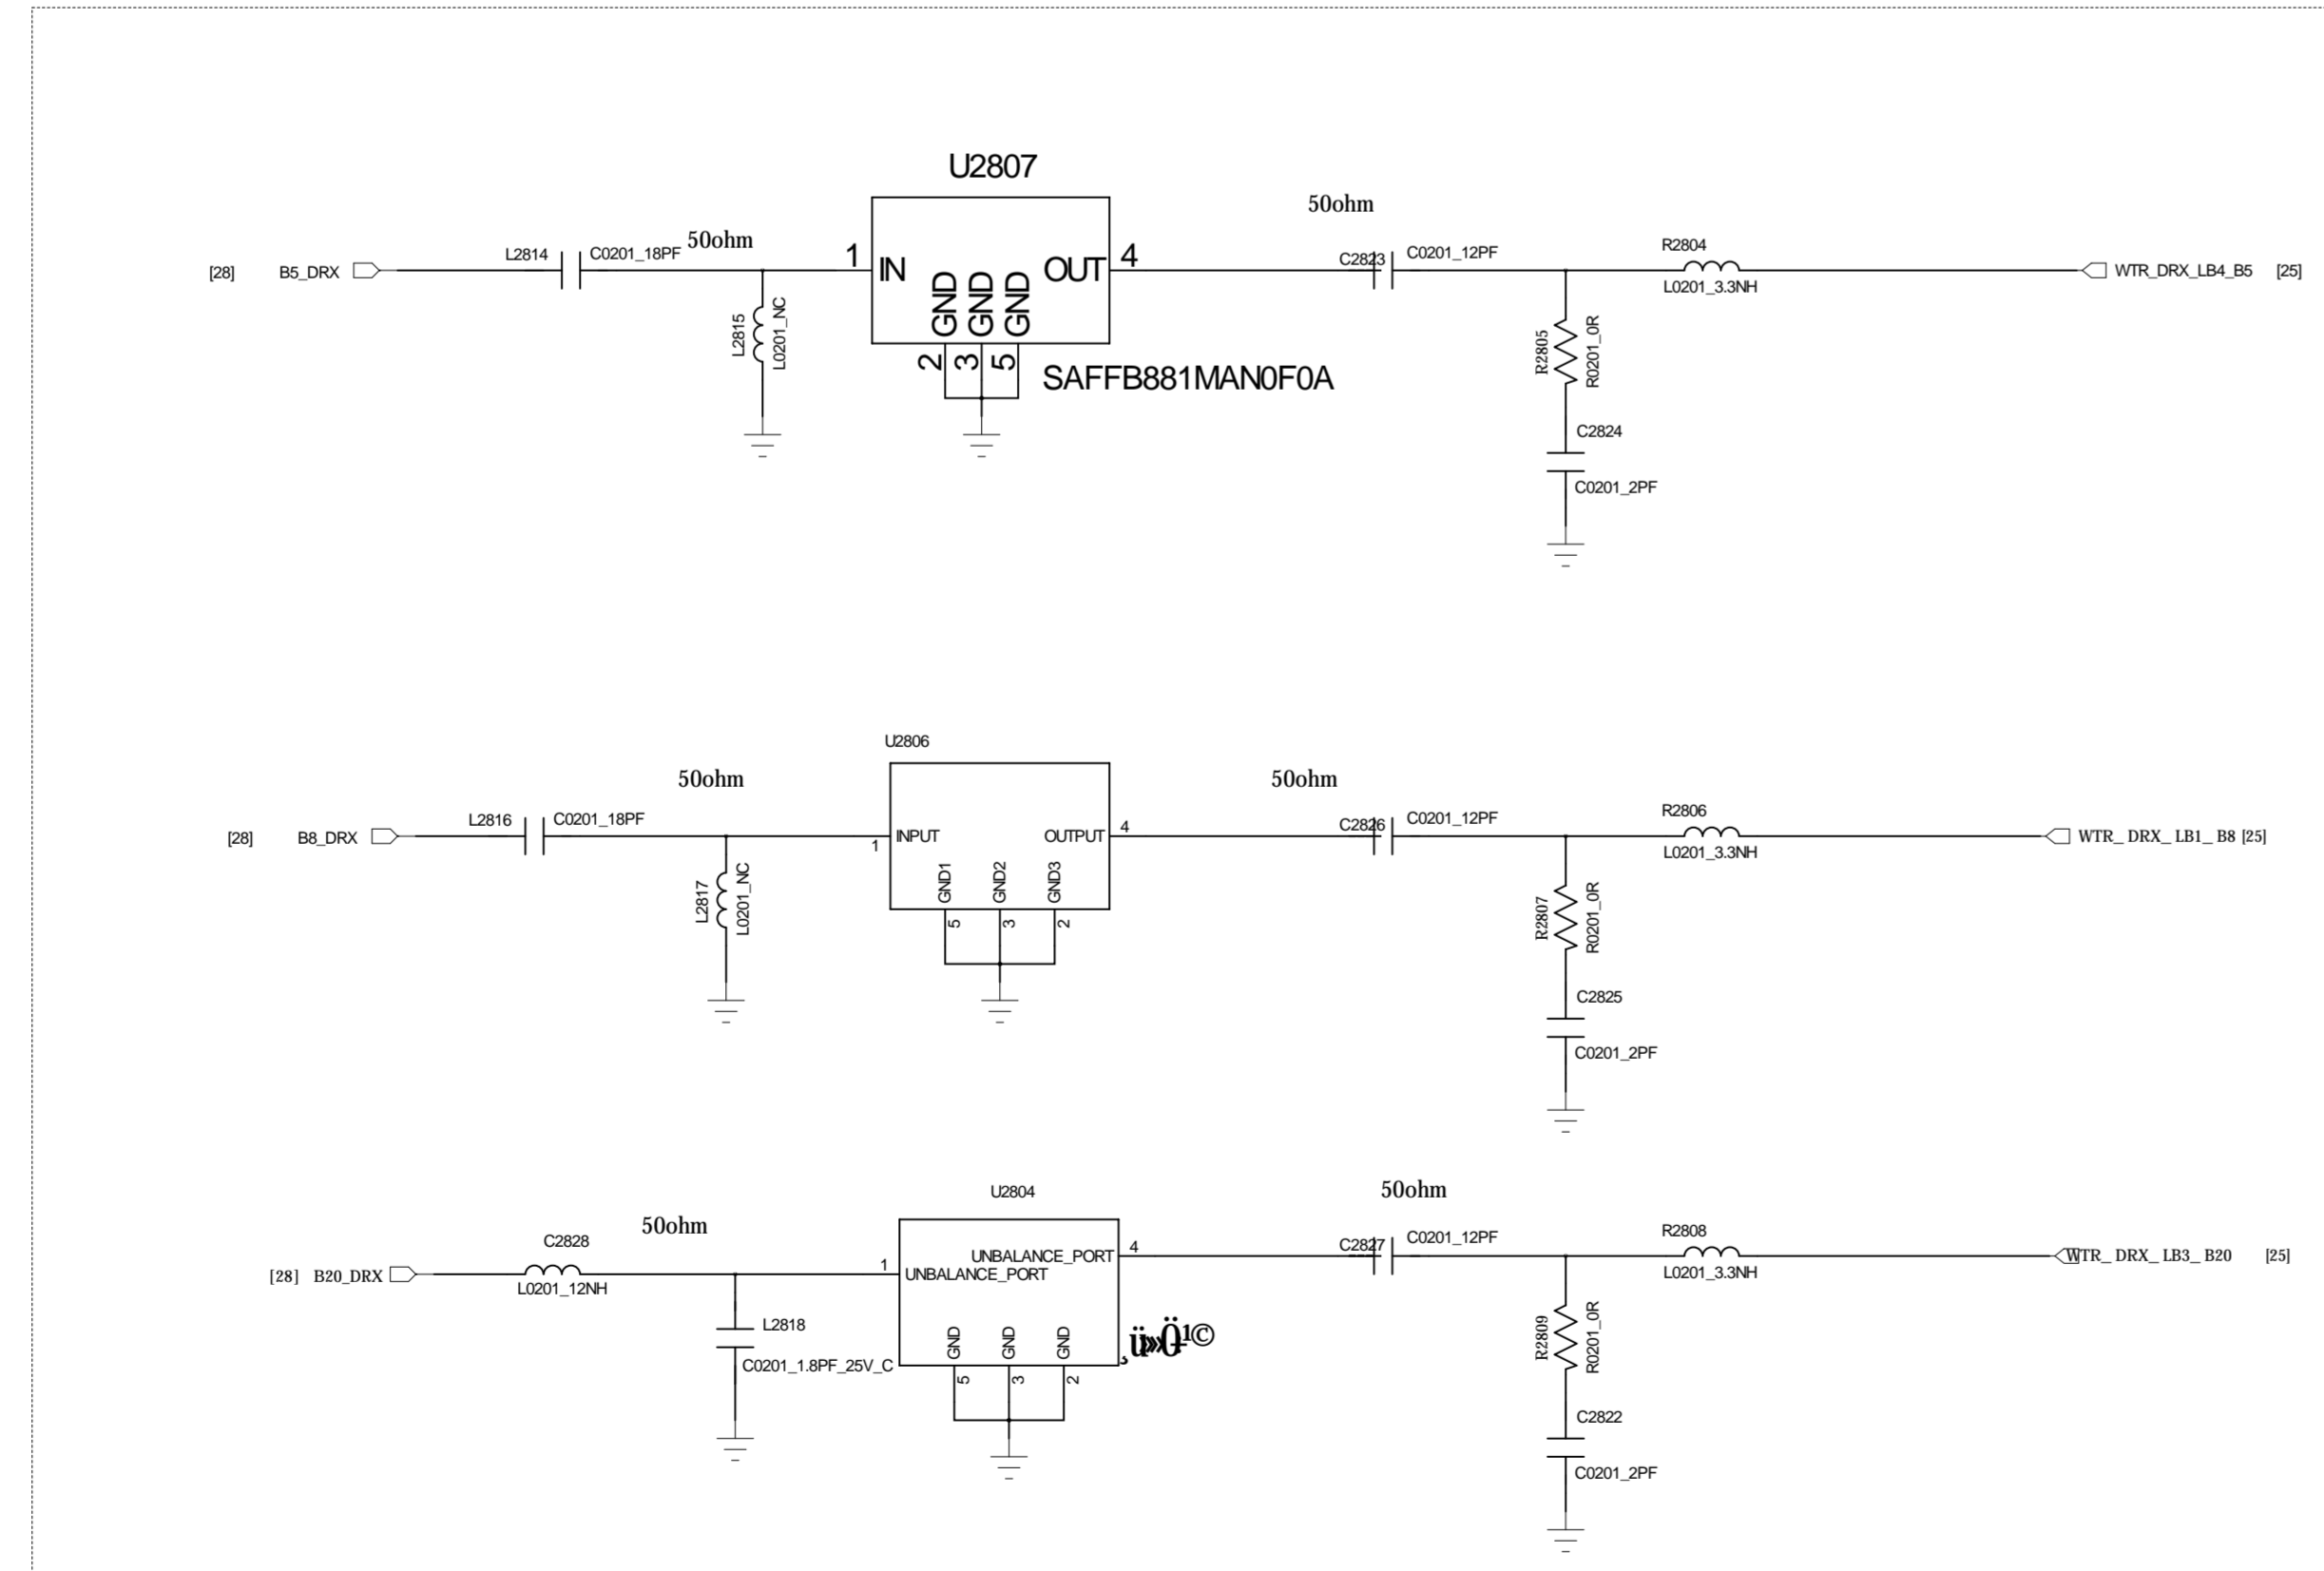 U2807
50ohm
50ohm
L2814
C0201_18PF
1
IN
OUT
4
GND
GND
GND
2
3
5
SAFFB881MAN0F0A
C2823
C0201_12PF
R2804
L0201_3.3NH
[28]
B5_DRX
WTR_DRX_LB4_B5
[25]
L2815
L0201_NC
R2805
R0201_0R
C2824
C0201_2PF
U2806
50ohm
50ohm
L2816
C0201_18PF
INPUT
1
OUTPUT
4
C2826
C0201_12PF
R2806
L0201_3.3NH
[28]
B8_DRX
WTR_ DRX_ LB1_ B8 [25]
L2817
L0201_NC
GND1
GND2
GND3
5
3
2
R2807
R0201_0R
C2825
C0201_2PF
U2804
50ohm
50ohm
C2828
L0201_12NH
[28]
B20_DRX
1
UNBALANCE_PORT
UNBALANCE_PORT
4
C2827
C0201_12PF
R2808
L0201_3.3NH
WTR_ DRX_ LB3_ B20
[25]
L2818
C0201_1.8PF_25V_C
GND
GND
GND
5
3
2
R2809
R0201_0R
C2822
C0201_2PF